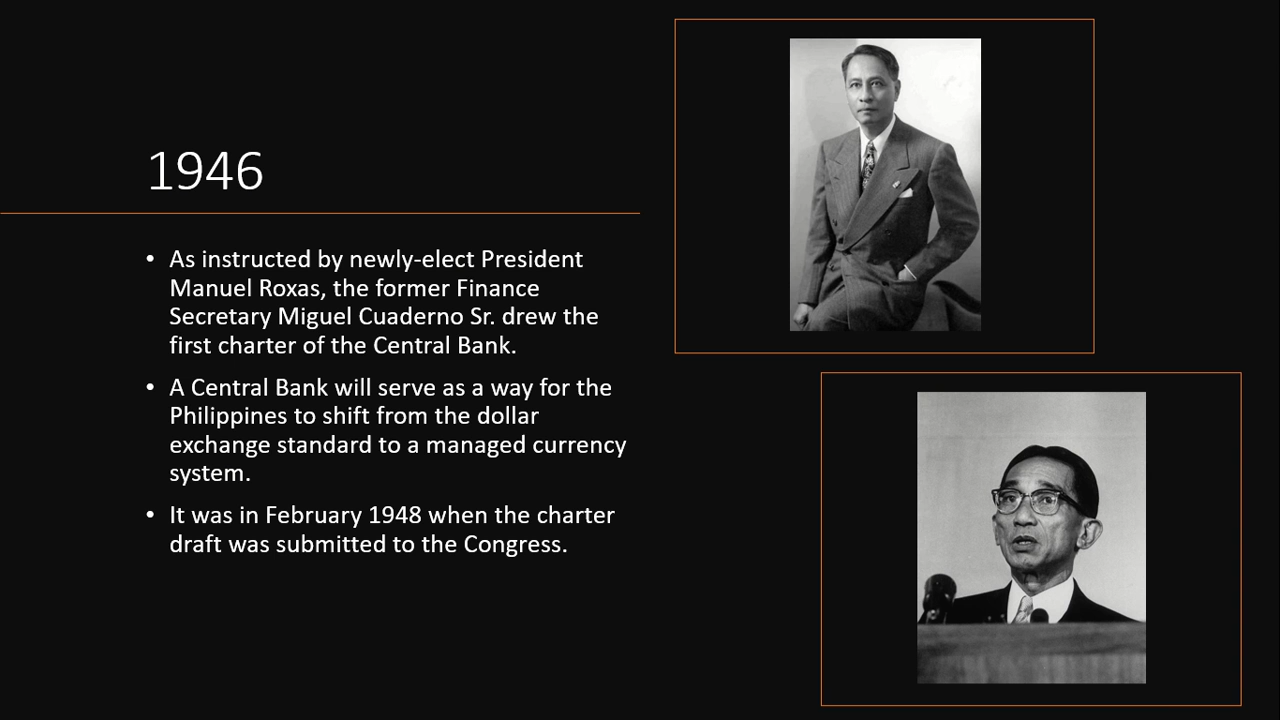 1946
• As instructed by newly-elect President
Manuel Roxas, the former Finance
Secretary Miguel Cuaderno Sr. drew the
first charter of the Central Bank.
• A Central Bank will serve as a way for the
Philippines to shift from the dollar
exchange standard to a managed currency
system.
• It was in February 1948 when the charter
draft was submitted to the Congress.